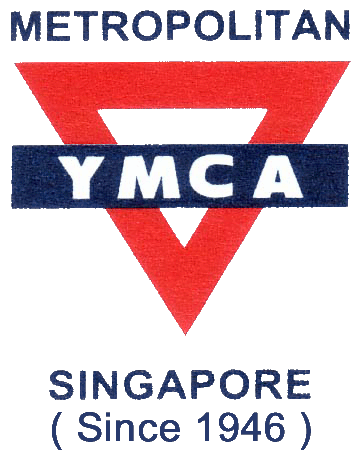 METROPOLITAN
YMCA
SINGAPORE
( Since 1946 )